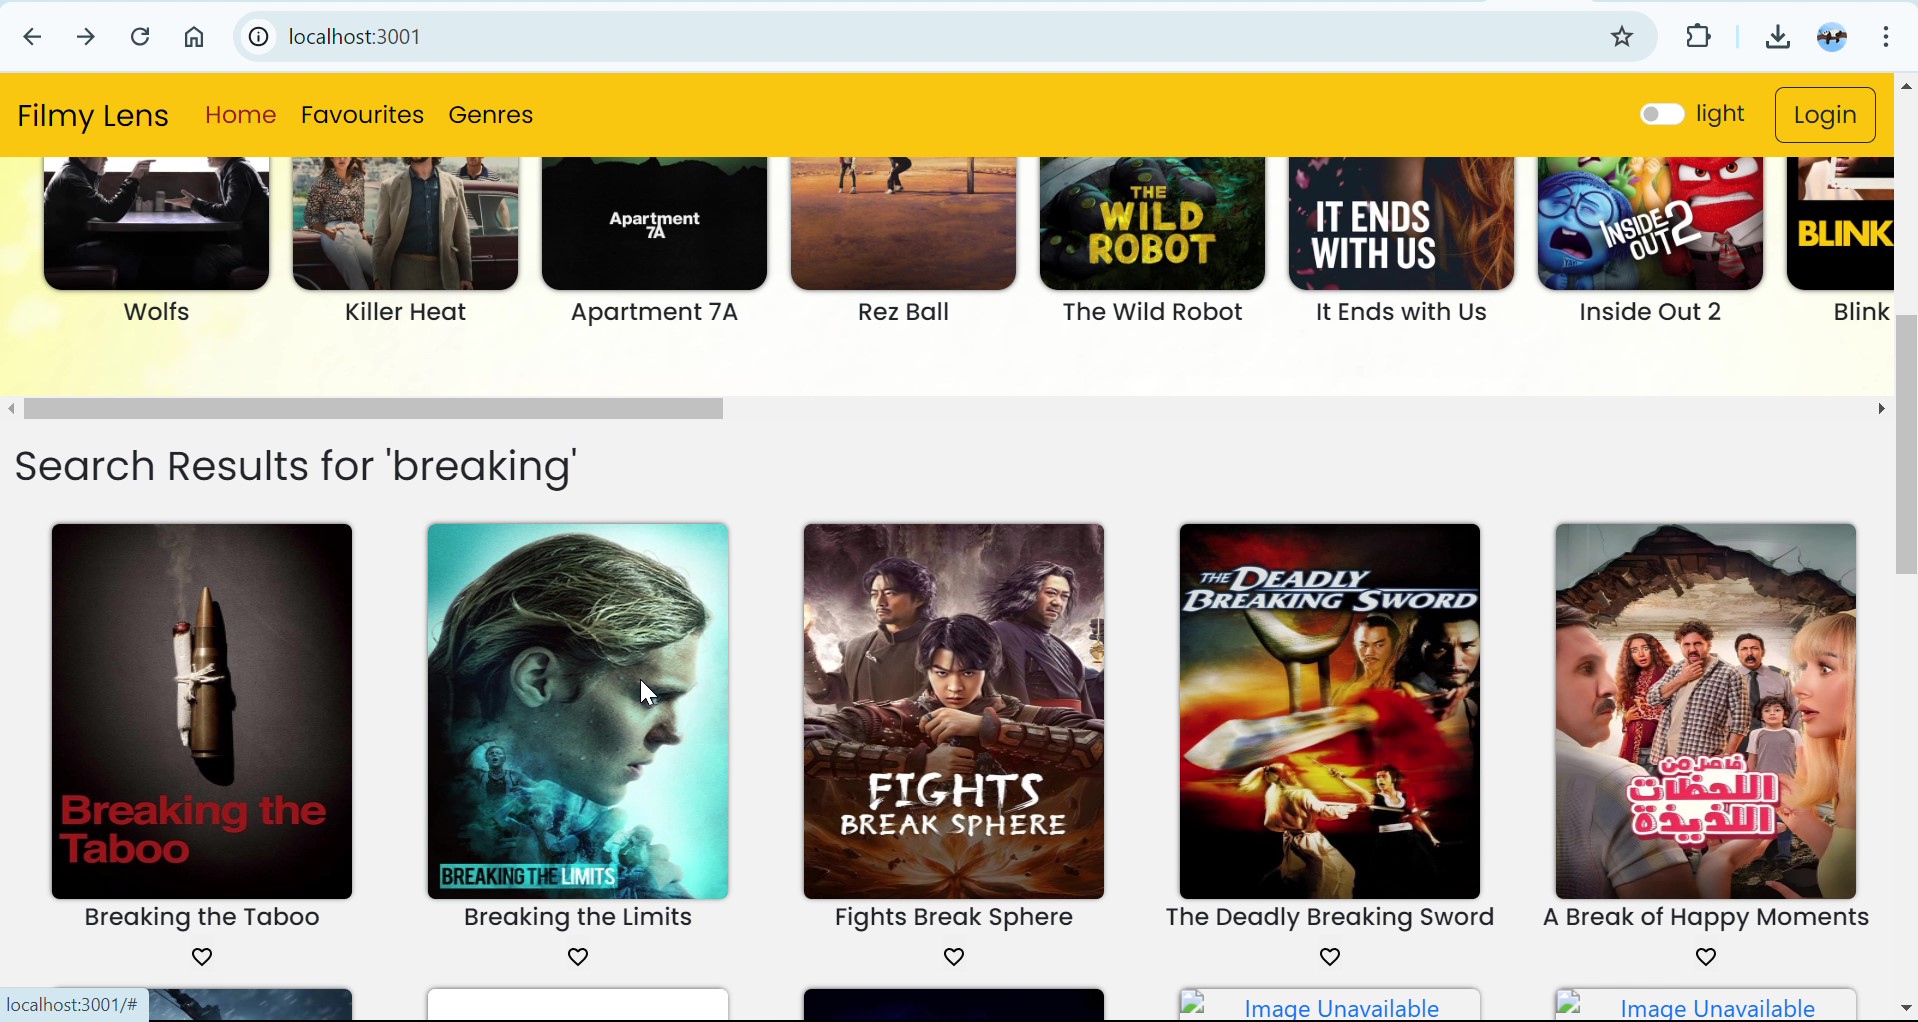 localhost:3001
Filmy Lens Home Favourites Genres light Login
Apartment
7A
THE
WILD
ROBOT
IT ENDS
WITH US
INSIDE
OUT 2
BLINK
Wolfs Killer Heat Apartment 7A Rez Ball The Wild Robot It Ends with Us Inside Out 2 Blink
Search Results for 'breaking'
Breaking the
Taboo
BREAKING THE LIMITS
FIGHTS
BREAK SPHERE
THE DEADLY
BREAKING SWORD
فاصل من
اللحظات
اللذيذة
Breaking the Taboo Breaking the Limits Fights Break Sphere The Deadly Breaking Sword A Break of Happy Moments
localhost:3001/#
Image Unavailable Image Unavailable